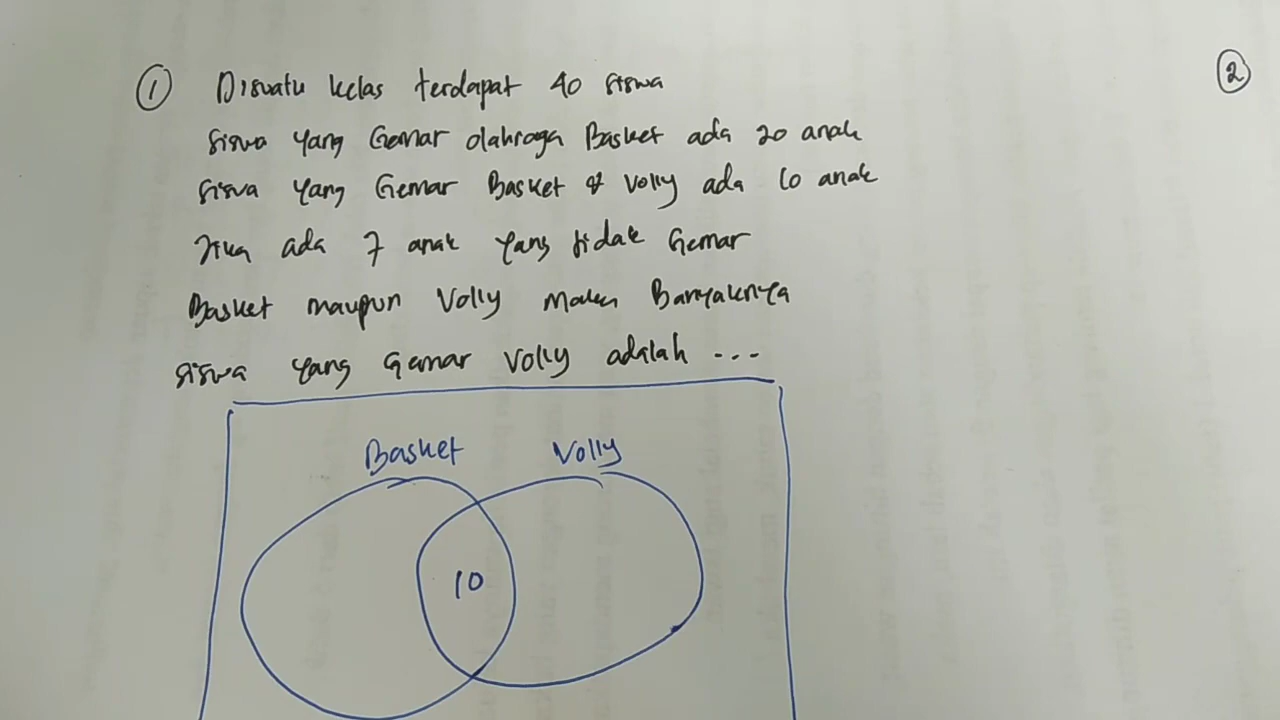 ① Disuatu kelas terdapat 40 siswa
siswa yang Gemar olahraga Basket ada 20 anak
siswa yang Gemar Basket & Volly ada 10 anak
Jika ada 7 anak yang tidak Gemar
Basket maupun Volly maka Banyaknya
siswa yang Gemar Volly adalah ...
Basket Volly
10
②